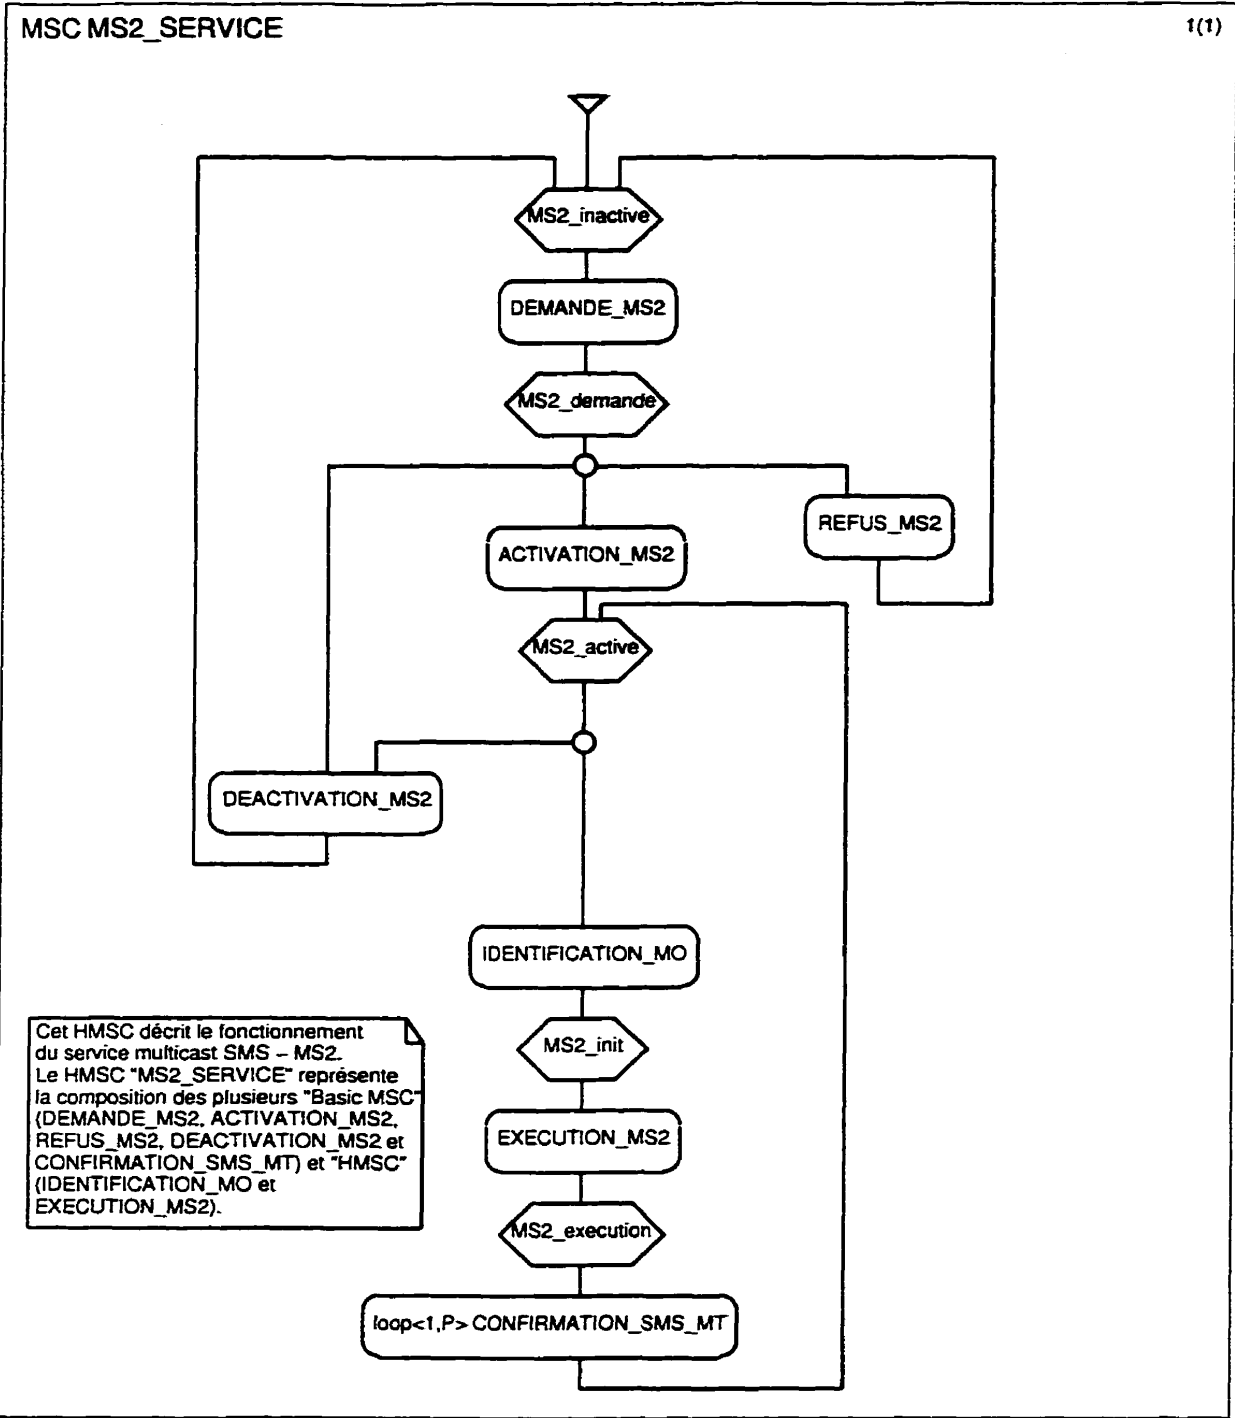 MSC MS2_SERVICE
1(1)
MS2_inactive
DEMANDE_MS2
MS2_demande
REFUS_MS2
ACTIVATION_MS2
MS2_active
DEACTIVATION_MS2
IDENTIFICATION_MO
MS2_init
EXECUTION_MS2
MS2_execution
loop<1,P> CONFIRMATION_SMS_MT
Cet HMSC décrit le fonctionnement
du service multicast SMS – MS2.
Le HMSC "MS2_SERVICE" représente
la composition des plusieurs "Basic MSC"
(DEMANDE_MS2, ACTIVATION_MS2,
REFUS_MS2, DEACTIVATION_MS2 et
CONFIRMATION_SMS_MT) et "HMSC"
(IDENTIFICATION_MO et
EXECUTION_MS2).